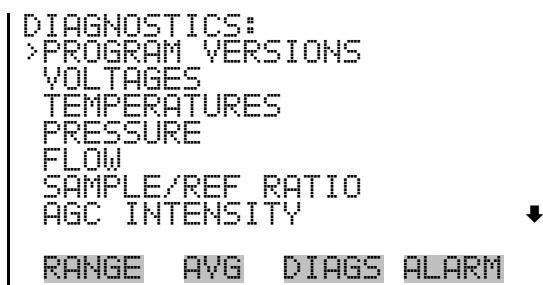 DIAGNOSTICS:
>PROGRAM VERSIONS
VOLTAGES
TEMPERATURES
PRESSURE
FLOW
SAMPLE/REF RATIO
AGC INTENSITY
RANGE AVG DIAGS ALARM